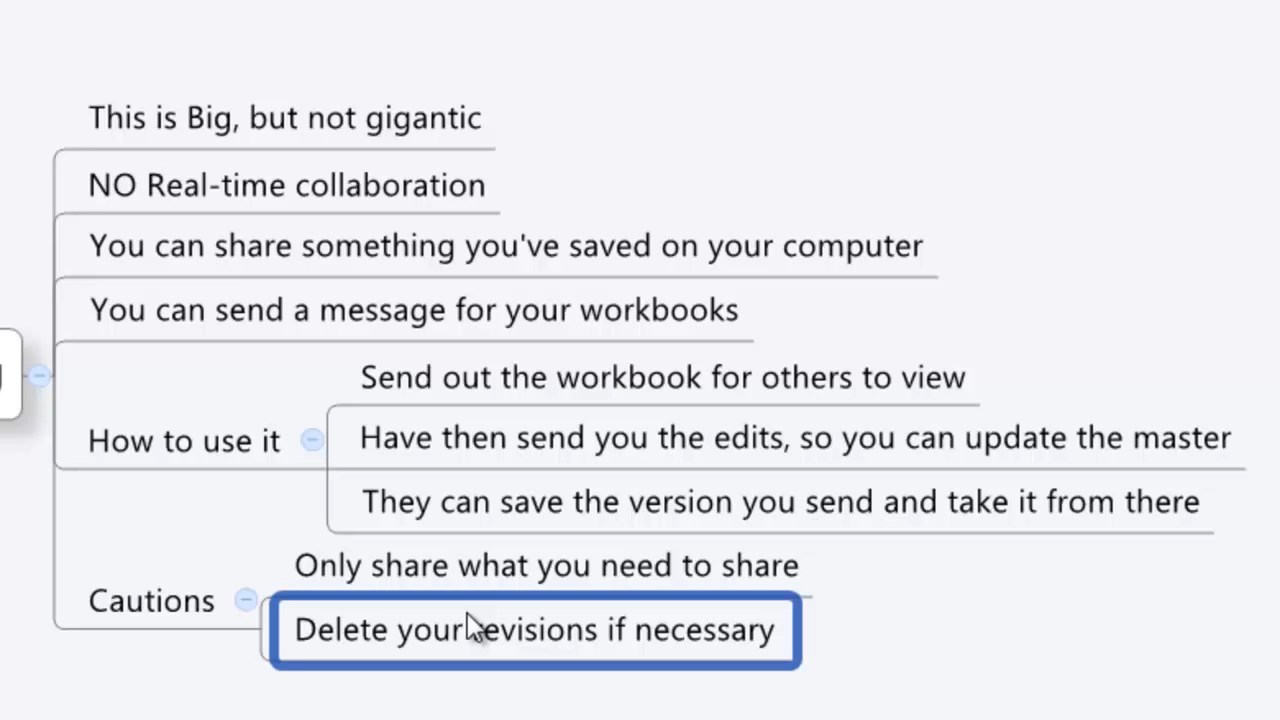 This is Big, but not gigantic
NO Real-time collaboration
You can share something you've saved on your computer
You can send a message for your workbooks
How to use it
Send out the workbook for others to view
Have then send you the edits, so you can update the master
They can save the version you send and take it from there
Cautions
Only share what you need to share
Delete your revisions if necessary